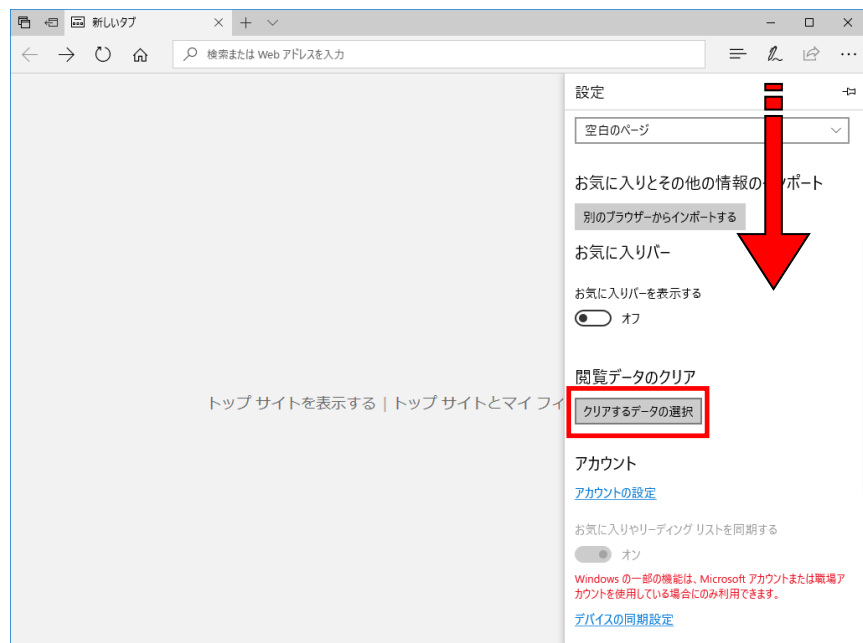 新しいタブ
検索または Web アドレスを入力
設定
空白のページ
お気に入りとその他の情報のインポート
別のブラウザーからインポートする
お気に入りバー
お気に入りバーを表示する
オフ
閲覧データのクリア
トップ サイトを表示する | トップ サイトとマイ フィ
クリアするデータの選択
アカウント
アカウントの設定
お気に入りやリーディング リストを同期する
オン
Windows の一部の機能は、Microsoft アカウントまたは職場ア
カウントを使用している場合にのみ利用できます。
デバイスの同期設定